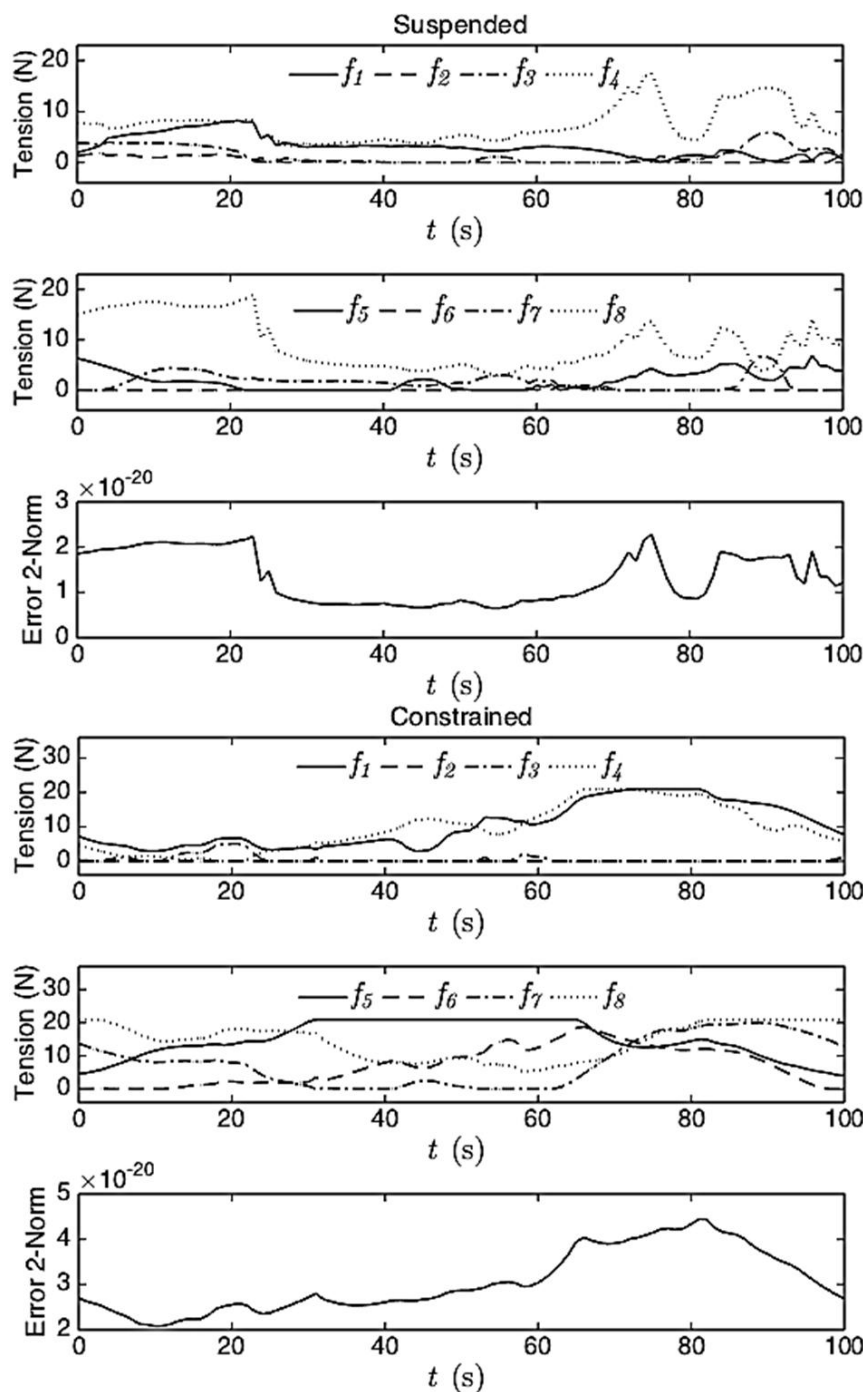 Suspended
Tension (N)
20
10
0
f1 f2 f3 f4
0 20 40 60 80 100
t (s)
Tension (N)
20
10
0
f5 f6 f7 f8
0 20 40 60 80 100
t (s)
×10-20
Error 2-Norm
3
2
1
0
0 20 40 60 80 100
t (s)
Constrained
Tension (N)
30
20
10
0
f1 f2 f3 f4
0 20 40 60 80 100
t (s)
Tension (N)
30
20
10
0
f5 f6 f7 f8
0 20 40 60 80 100
t (s)
×10-20
Error 2-Norm
5
4
3
2
0 20 40 60 80 100
t (s)